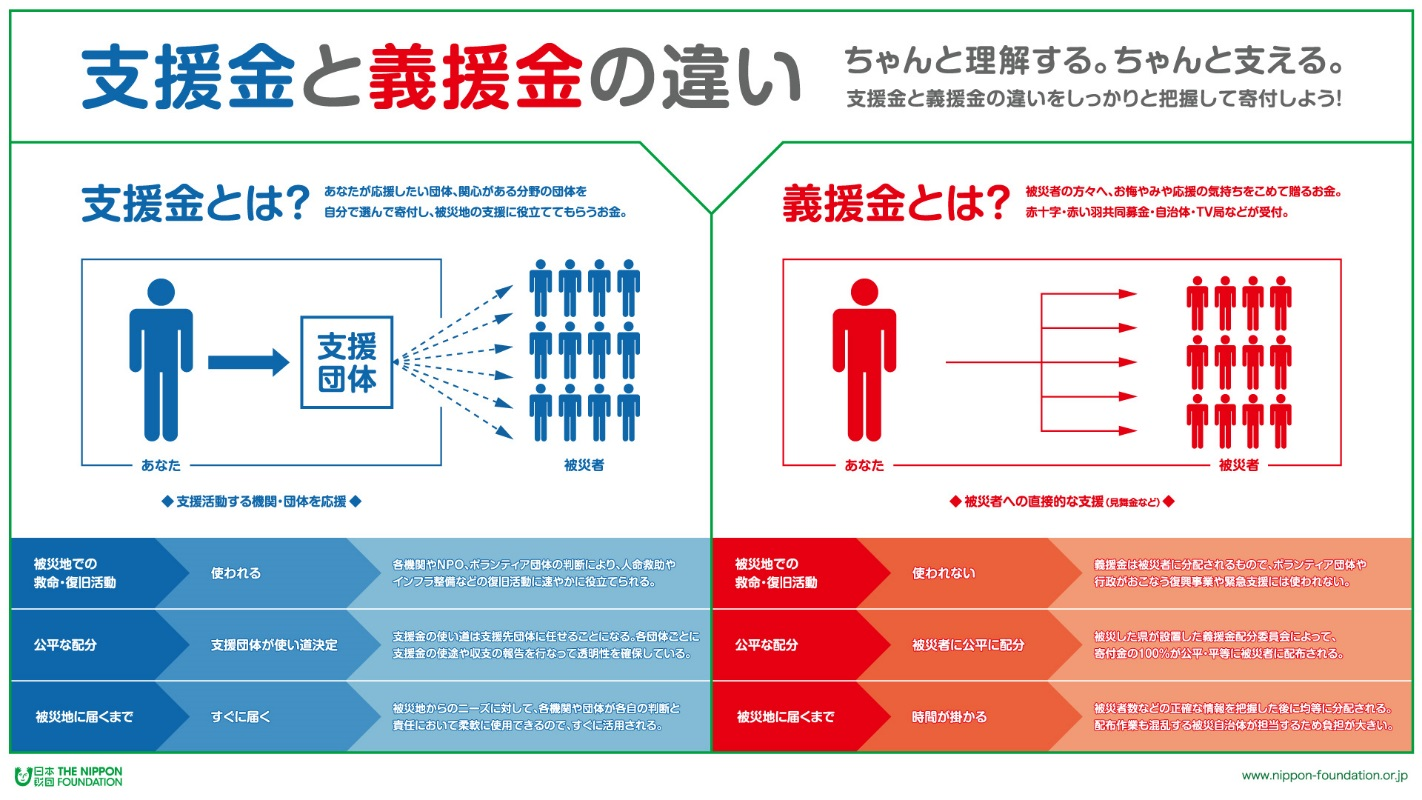 支援金と義援金の違い
ちゃんと理解する。ちゃんと支える。
支援金と義援金の違いをしっかりと把握して寄付しよう!
支援金とは?
あなたが応援したい団体、関心がある分野の団体を
自分で選んで寄付し、被災地の支援に役立ててもらうお金。
支援
団体
あなた
被災者
◆ 支援活動する機関・団体を応援 ◆
被災地での
救命・復旧活動
使われる
各機関やNPO、ボランティア団体の判断により、人命救助や
インフラ整備などの復旧活動に速やかに役立てられる。
公平な配分
支援団体が使い道決定
支援金の使い道は支援先団体に任せることになる。各団体ごとに
支援金の使途や収支の報告を行なって透明性を確保している。
被災地に届くまで
すぐに届く
被災地からのニーズに対して、各機関や団体が各自の判断と
責任において柔軟に使用できるので、すぐに活用される。
義援金とは?
被災者の方々へ、お悔やみや応援の気持ちをこめて贈るお金。
赤十字・赤い羽共同募金・自治体・TV局などが受付。
あなた
被災者
◆ 被災者への直接的な支援(見舞金など) ◆
被災地での
救命・復旧活動
使われない
義援金は被災者に分配されるもので、ボランティア団体や
行政がおこなう復興事業や緊急支援には使われない。
公平な配分
被災者に公平に配分
被災した県が設置した義援金配分委員会によって、
寄付金の100%が公平・平等に被災者に配布される。
被災地に届くまで
時間が掛かる
被災者数などの正確な情報を把握した後に均等に分配される。
配布作業も混乱する被災自治体が担当するため負担が大きい。
日本 THE NIPPON
財団 FOUNDATION
www.nippon-foundation.or.jp